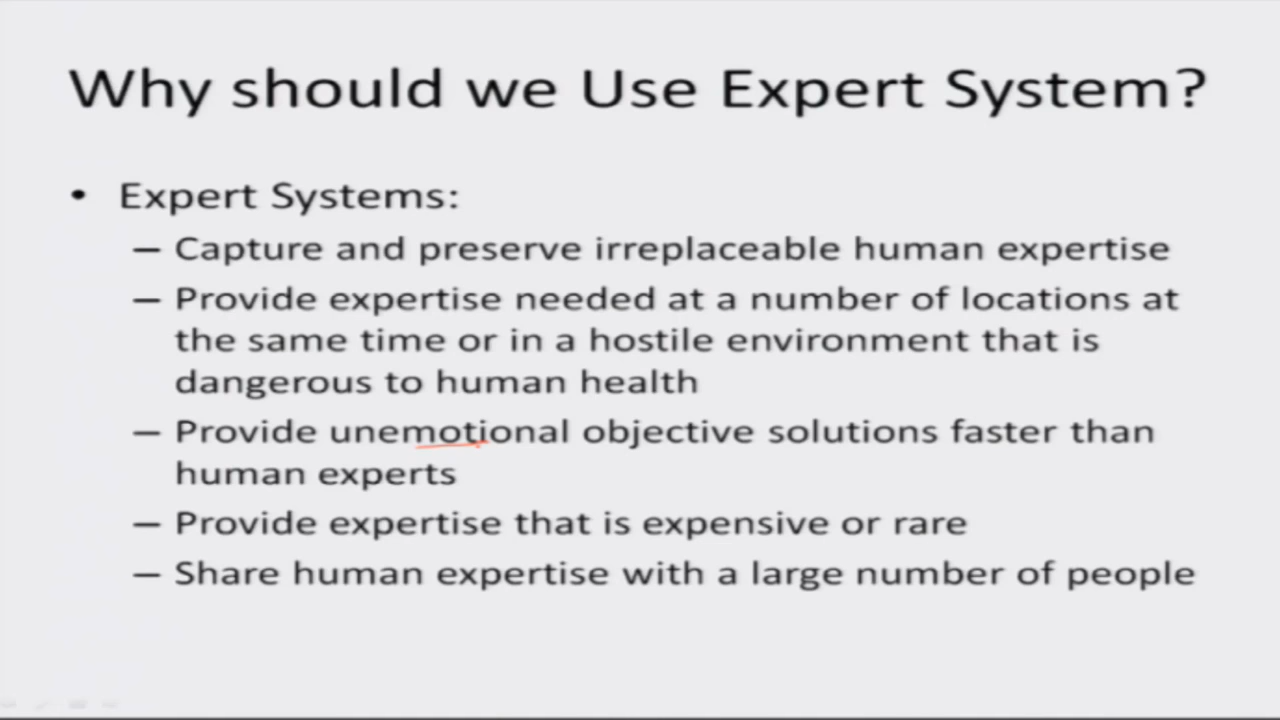 Why should we Use Expert System?
• Expert Systems:
– Capture and preserve irreplaceable human expertise
– Provide expertise needed at a number of locations at
the same time or in a hostile environment that is
dangerous to human health
– Provide unemotional objective solutions faster than
human experts
– Provide expertise that is expensive or rare
– Share human expertise with a large number of people